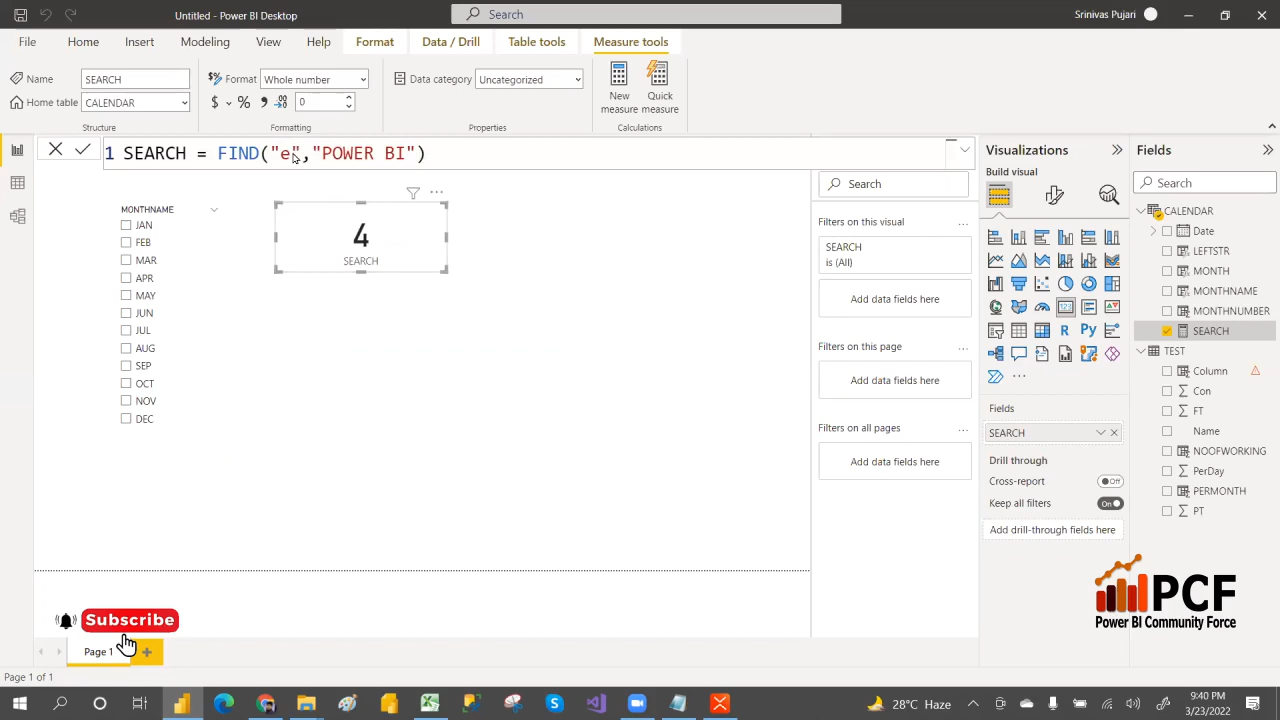 Untitled - Power BI Desktop
Search
Srinivas Pujari
File
Home
Insert
Modeling
View
Help
Format
Data / Drill
Table tools
Measure tools
Name
SEARCH
Home table
CALENDAR
Structure
Format
Whole number
$
%
0
Formatting
Data category
Uncategorized
Properties
New
measure
Quick
measure
Calculations
1 SEARCH = FIND("e","POWER BI")
MONTHNAME
JAN
FEB
MAR
APR
MAY
JUN
JUL
AUG
SEP
OCT
NOV
DEC
4
SEARCH
Search
Filters on this visual
SEARCH
is (All)
Add data fields here
Filters on this page
Add data fields here
Filters on all pages
Add data fields here
Visualizations
Build visual
R
Py
Fields
SEARCH
Drill through
Cross-report
Off
Keep all filters
On
Add drill-through fields here
Fields
Search
CALENDAR
Date
LEFTSTR
MONTH
MONTHNAME
MONTHNUMBER
SEARCH
TEST
Column
Con
FT
Name
NOOFWORKING
PerDay
PERMONTH
PT
PCF
Power BI Community Force
Subscribe
Page 1
Page 1 of 1
28°C Haze
9:40 PM
3/23/2022